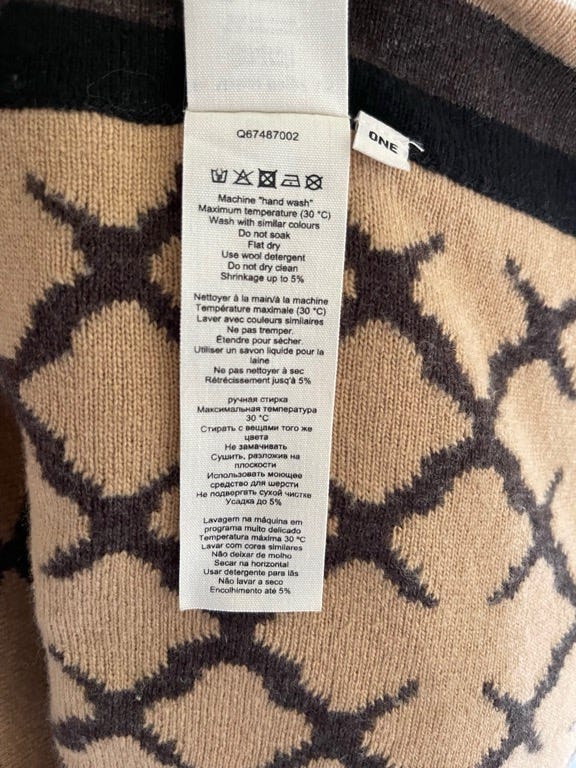 Q67487002
ONE
Machine "hand wash"
Maximum temperature (30 °C)
Wash with similar colours
Do not soak
Flat dry
Use wool detergent
Do not dry clean
Shrinkage up to 5%
Nettoyer à la main/à la machine
Température maximale (30 °C)
Laver avec couleurs similaires
Ne pas tremper.
Étendre pour sécher
Utiliser un savon liquide pour la
laine
Ne pas nettoyer à sec
Rétrécissement jusqu'à 5%
ручная стирка
Максимальная температура
30 °C
Стирать с вещами того же
цвета
Не замачивать
Сушить, разложив на
плоскости
Использовать моющее
средство для шерсти
Не подвергать сухой чистке
Усадка до 5%
Lavagem na máquina em
programa muito delicado
Temperatura máxima 30 °C
Lavar com cores similares
Não deixar de molho
Secar na horizontal
Usar detergente para lãs
Não lavar a seco
Encolhimento até 5%